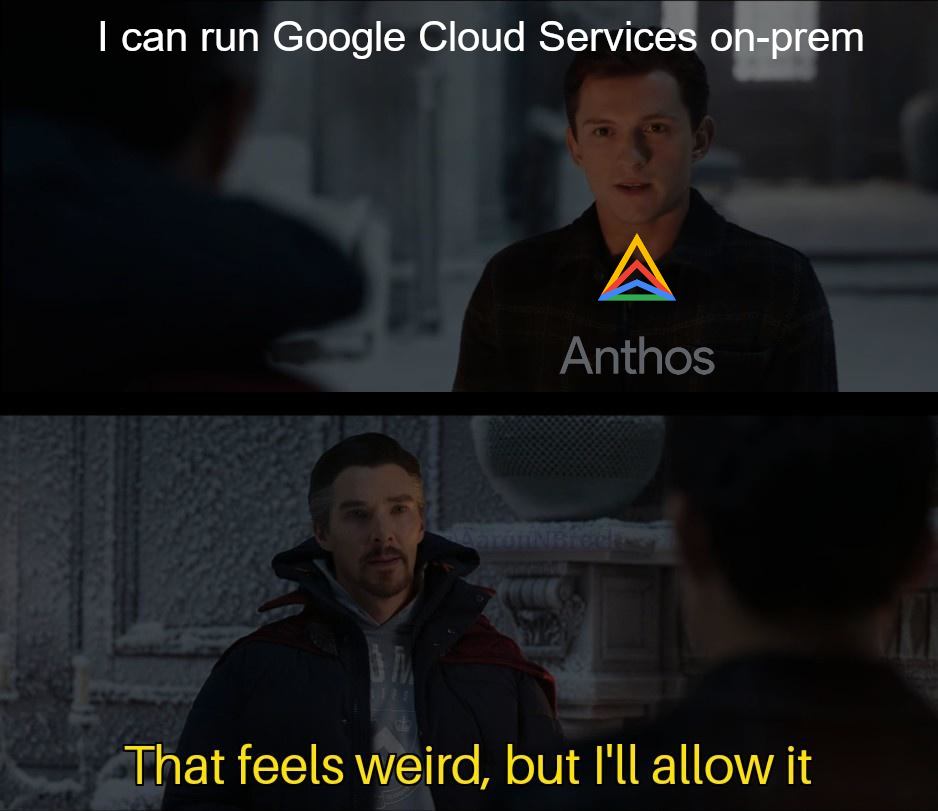 I can run Google Cloud Services on-prem
Anthos
That feels weird, but I'll allow it